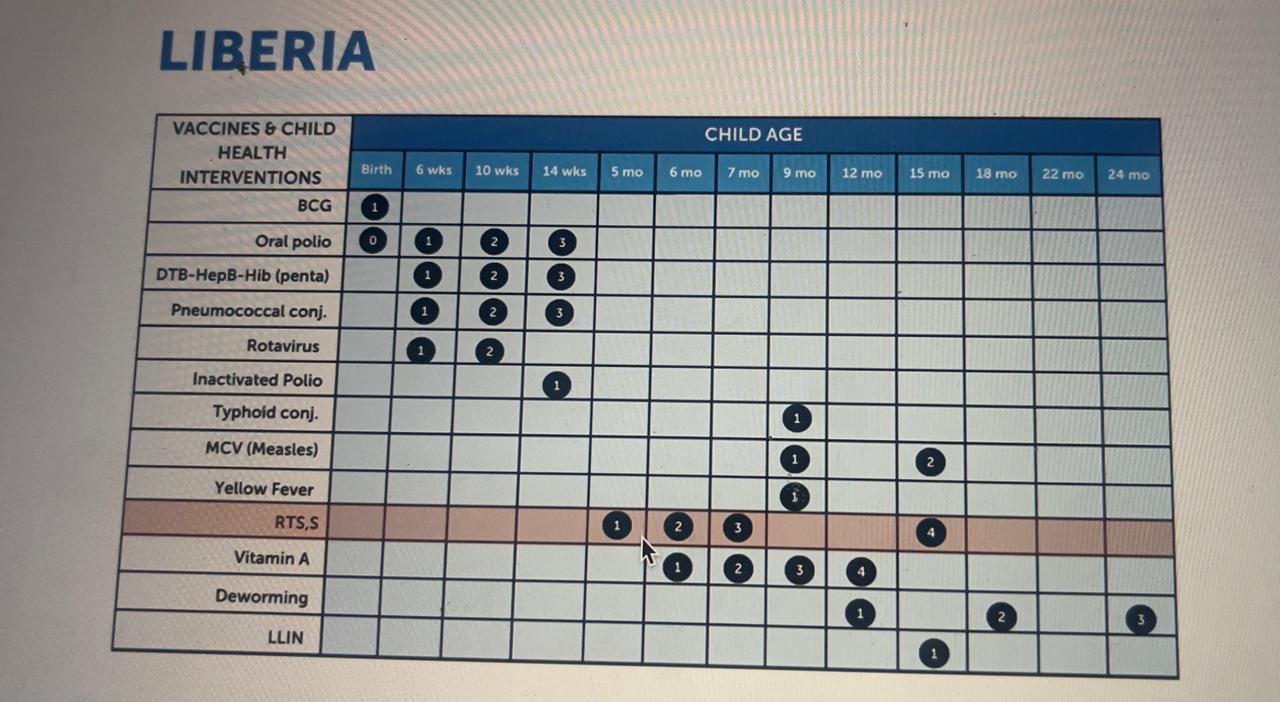 LIBERIA
VACCINES & CHILD
HEALTH
INTERVENTIONS
CHILD AGE
Birth 6 wks 10 wks 14 wks 5 mo 6 mo 7 mo 9 mo 12 mo 15 mo 18 mo 22 mo 24 mo
BCG 1
Oral polio 0 1 2 3
DTB-HepB-Hib (penta) 1 2 3
Pneumococcal conj. 1 2 3
Rotavirus 1 2
Inactivated Polio 1
Typhoid conj. 1
MCV (Measles) 1 2
Yellow Fever 1
RTS,S 1 2 3 4
Vitamin A 1 2 3 4
Deworming 1 2 3
LLIN 1